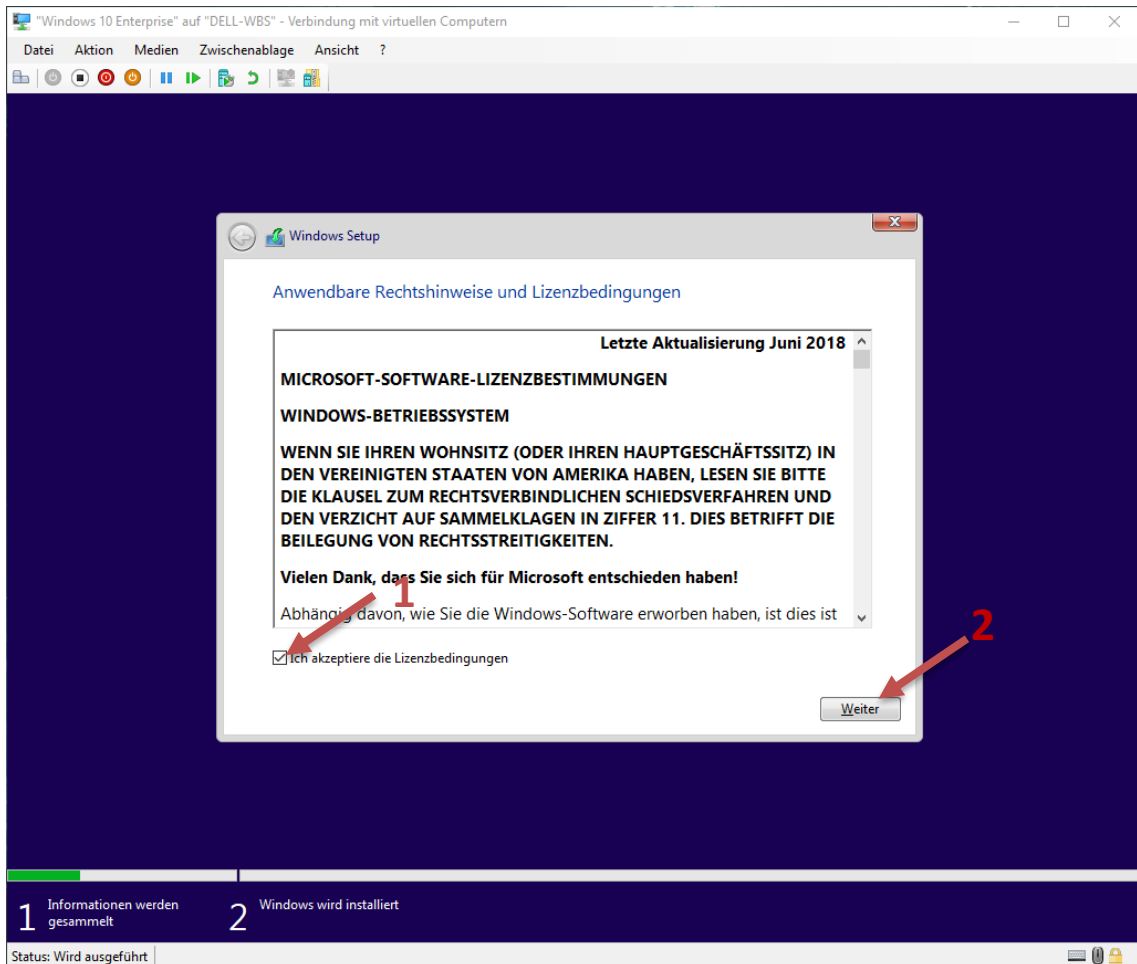 "Windows 10 Enterprise" auf "DELL-WBS" - Verbindung mit virtuellen Computern
Datei Aktion Medien Zwischenablage Ansicht ?
Windows Setup
Anwendbare Rechtshinweise und Lizenzbedingungen
Letzte Aktualisierung Juni 2018
MICROSOFT-SOFTWARE-LIZENZBESTIMMUNGEN
WINDOWS-BETRIEBSSYSTEM
WENN SIE IHREN WOHNSITZ (ODER IHREN HAUPTGESCHÄFTSSITZ) IN
DEN VEREINIGTEN STAATEN VON AMERIKA HABEN, LESEN SIE BITTE
DIE KLAUSEL ZUM RECHTSVERBINDLICHEN SCHIEDSVERFAHREN UND
DEN VERZICHT AUF SAMMELKLAGEN IN ZIFFER 11. DIES BETRIFFT DIE
BEILEGUNG VON RECHTSSTREITIGKEITEN.
Vielen Dank, dass Sie sich für Microsoft entschieden haben!
1
Abhängig davon, wie Sie die Windows-Software erworben haben, ist dies ist
2
Ich akzeptiere die Lizenzbedingungen
Weiter
1 Informationen werden
gesammelt
2 Windows wird installiert
Status: Wird ausgeführt